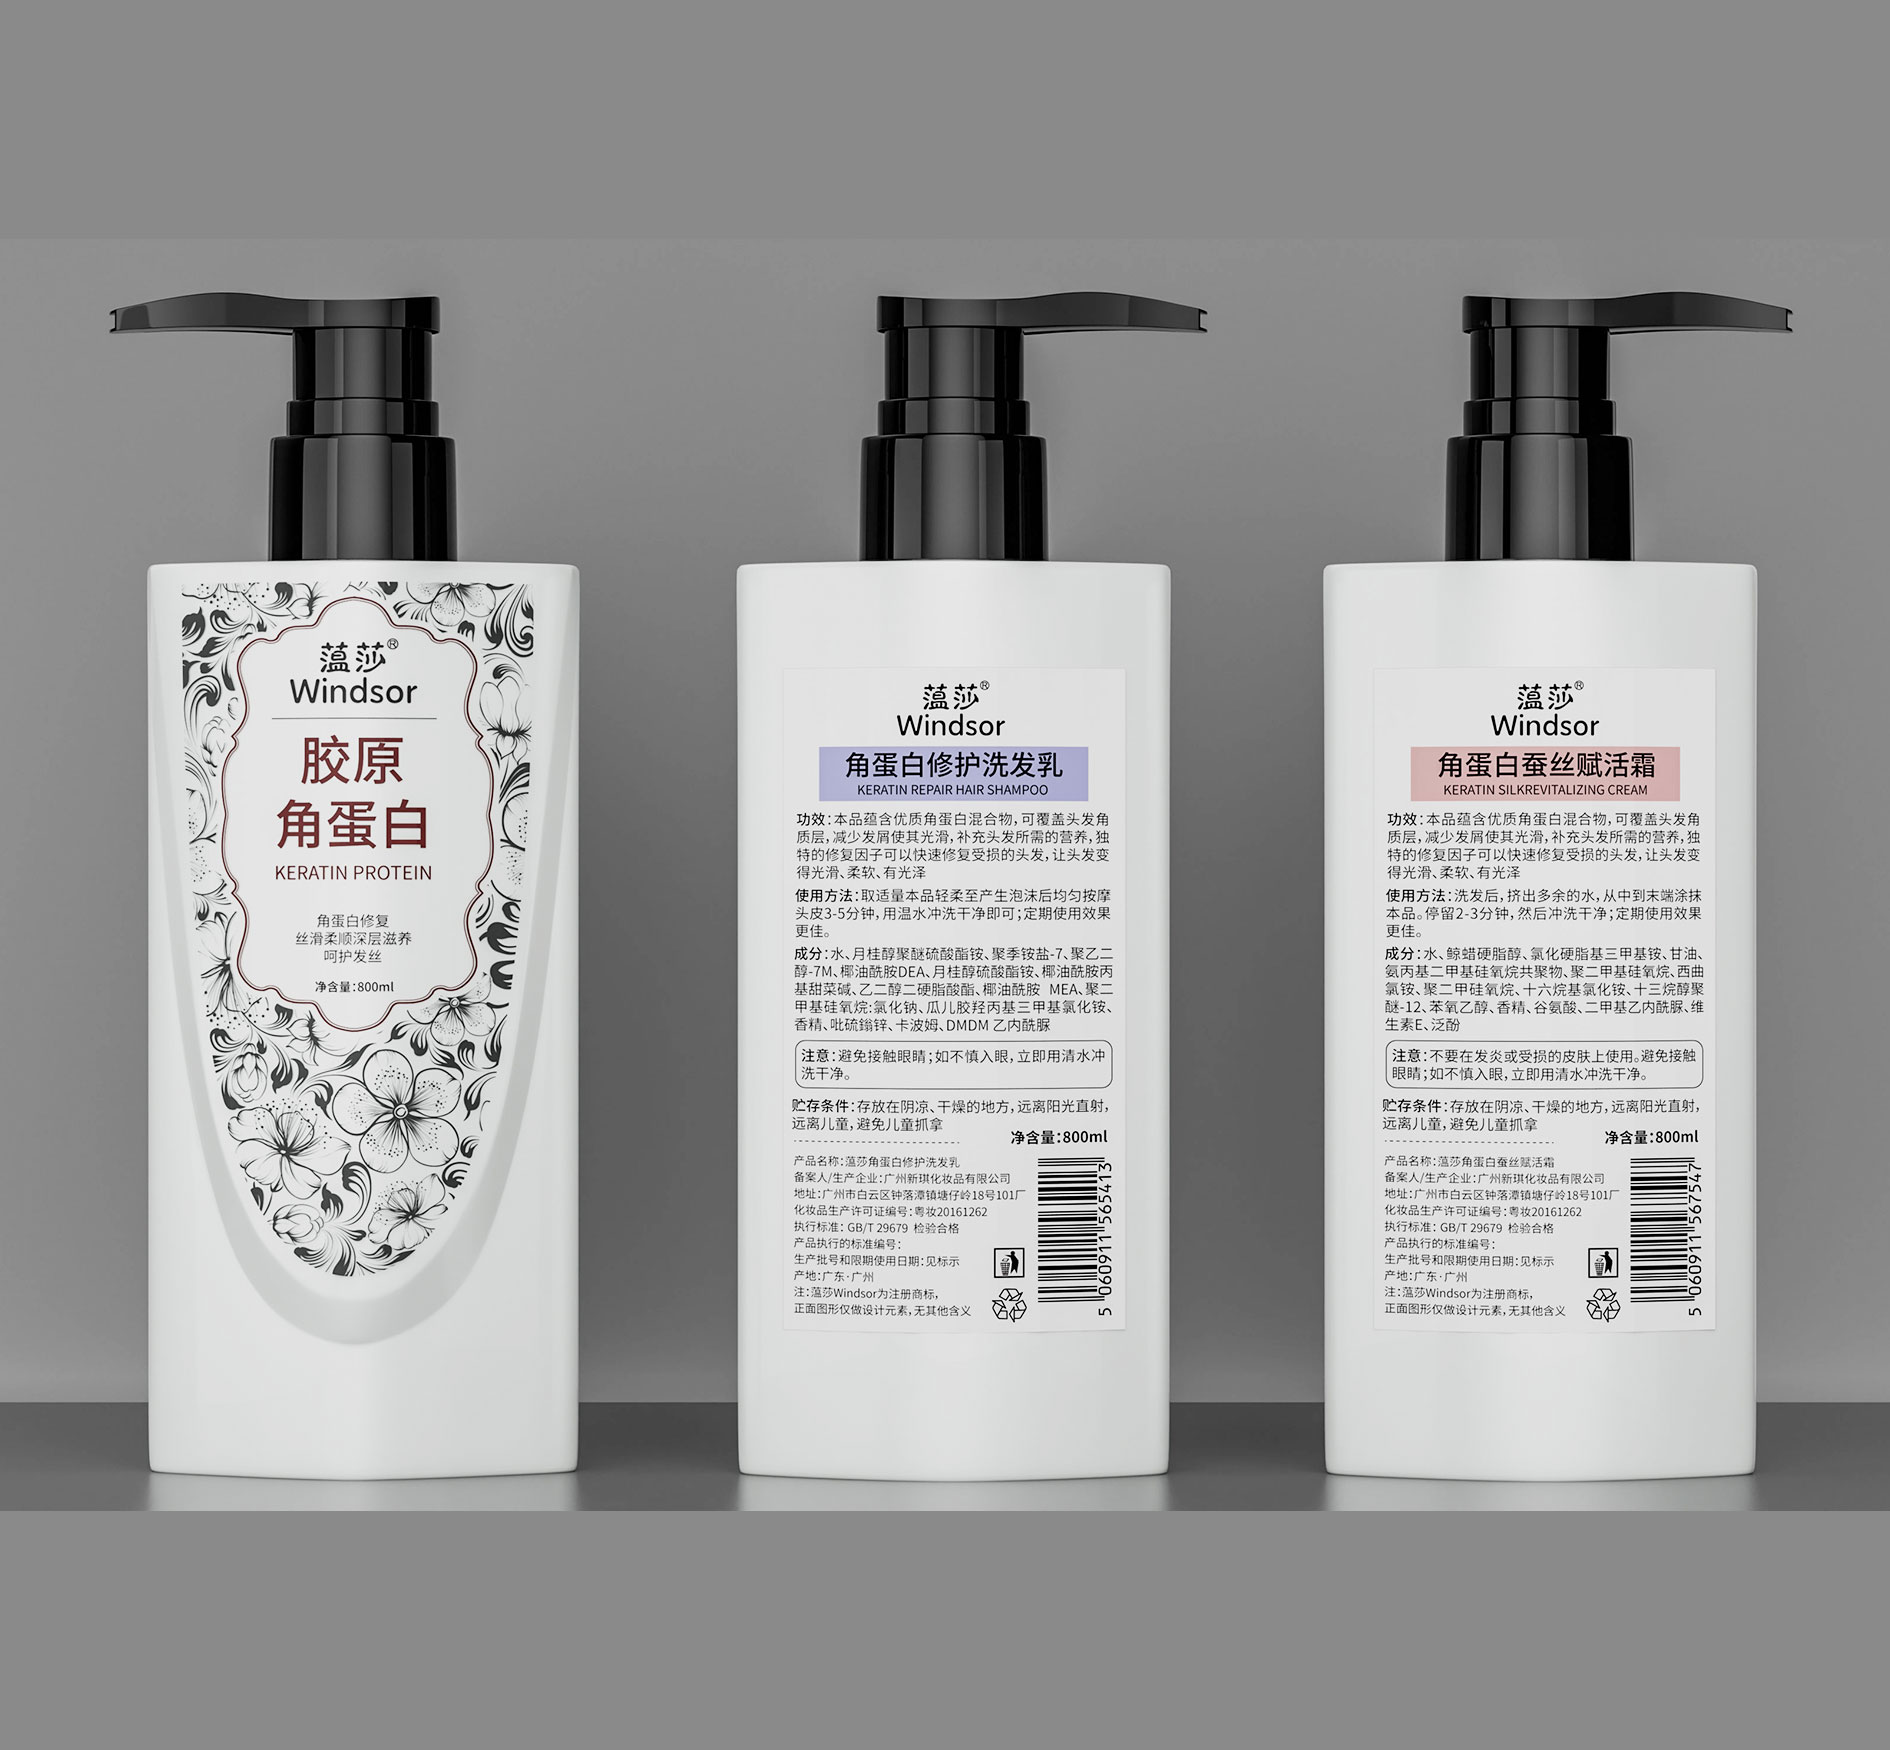 蕰莎®
Windsor
胶原
角蛋白
KERATIN PROTEIN
角蛋白修复
丝滑柔顺深层滋养
呵护发丝
净含量:800ml
蕰莎®
Windsor
角蛋白修护洗发乳
KERATIN REPAIR HAIR SHAMPOO
功效:本品蕴含优质角蛋白混合物,可覆盖头发角
质层,减少发屑使其光滑,补充头发所需的营养,独
特的修复因子可以快速修复受损的头发,让头发变
得光滑、柔软、有光泽
使用方法:取适量本品轻柔至产生泡沫后均匀按摩
头皮3-5分钟,用温水冲洗干净即可;定期使用效果
更佳。
成分:水、月桂醇聚醚硫酸酯铵、聚季铵盐-7、聚乙二
醇-7M、椰油酰胺DEA、月桂醇硫酸酯铵、椰油酰胺丙
基甜菜碱、乙二醇二硬脂酸酯、椰油酰胺 MEA、聚二
甲基硅氧烷:氯化钠、瓜儿胶羟丙基三甲基氯化铵、
香精、吡硫鎓锌、卡波姆、DMDM 乙内酰脲
注意:避免接触眼睛;如不慎入眼,立即用清水冲
洗干净。
贮存条件:存放在阴凉、干燥的地方,远离阳光直射,
远离儿童,避免儿童抓拿
净含量:800ml
产品名称:蕰莎角蛋白修护洗发乳
备案人/生产企业:广州新琪化妆品有限公司
地址:广州市白云区钟落潭镇塘仔岭18号101厂
化妆品生产许可证编号:粤妆20161262
执行标准: GB/T 29679 检验合格
产品执行的标准编号:
生产批号和限期使用日期:见标示
产地:广东·广州
注:蕰莎Windsor为注册商标,
正面图形仅做设计元素,无其他含义
5 060911 565413
蕰莎®
Windsor
角蛋白蚕丝赋活霜
KERATIN SILKREVITALIZING CREAM
功效:本品蕴含优质角蛋白混合物,可覆盖头发角
质层,减少发屑使其光滑,补充头发所需的营养,独
特的修复因子可以快速修复受损的头发,让头发变
得光滑、柔软、有光泽
使用方法:洗发后,挤出多余的水,从中到末端涂抹
本品。停留2-3分钟,然后冲洗干净;定期使用效果
更佳。
成分:水、鲸蜡硬脂醇、氯化硬脂基三甲基铵、甘油、
氨丙基二甲基硅氧烷共聚物、聚二甲基硅氧烷、西曲
氯铵、聚二甲硅氧烷、十六烷基氯化铵、十三烷醇聚
醚-12、苯氧乙醇、香精、谷氨酸、二甲基乙内酰脲、维
生素E、泛酚
注意:不要在发炎或受损的皮肤上使用。避免接触
眼睛;如不慎入眼,立即用清水冲洗干净。
贮存条件:存放在阴凉、干燥的地方,远离阳光直射,
远离儿童,避免儿童抓拿
净含量:800ml
产品名称:蕰莎角蛋白蚕丝赋活霜
备案人/生产企业:广州新琪化妆品有限公司
地址:广州市白云区钟落潭镇塘仔岭18号101厂
化妆品生产许可证编号:粤妆20161262
执行标准: GB/T 29679 检验合格
产品执行的标准编号:
生产批号和限期使用日期:见标示
产地:广东·广州
注:蕰莎Windsor为注册商标,
正面图形仅做设计元素,无其他含义
5 060911 567547